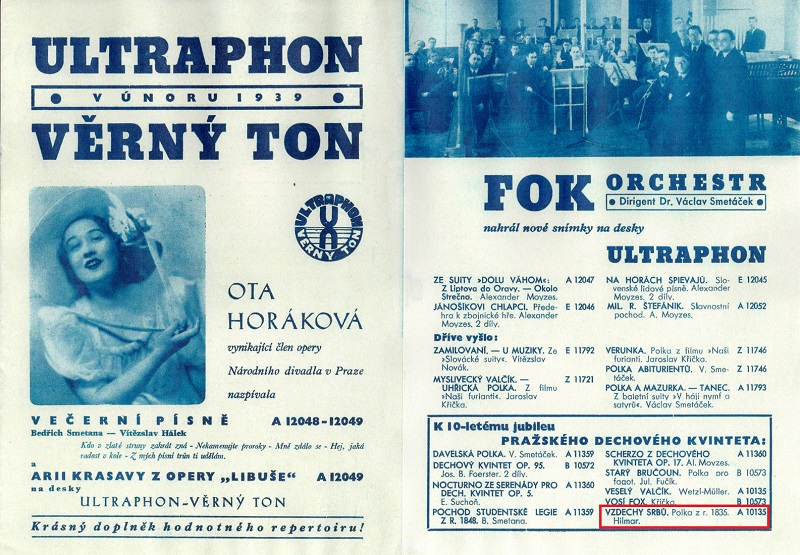 ULTRAPHON
V ÚNORU 1939
VĚRNÝ TON
ULTRAPHON
VĚRNÝ TON
OTA
HORÁKOVÁ
vynikající člen opery
Národního divadla v Praze
nazpívala
VEČERNÍ PÍSNĚ A 12048-12049
Bedřich Smetana — Vítězslav Hálek
Kdo v zlaté struny zahrát zná - Nekamenujte proroky - Mně zdálo se - Hej, jaká
radost v kole - Z mých písní trůn ti udělám.
a
ARII KRASAVY Z OPERY „LIBUŠE" A 12049
na desky
ULTRAPHON-VĚRNÝ TON
Krásný doplněk hodnotného repertoiru!
FOK ORCHESTR
Dirigent Dr. Václav Smetáček
nahrál nové snímky na desky
ULTRAPHON
ZE SUITY »DOLU VÁHOM«: A 12047
Z Liptova do Oravy. — Okolo
Strečna. Alexander Moyzes.
JÁNOŠÍKOVI CHLAPCI. Přede- E 12046
hra k zbojnické hře. Alexander
Moyzes. 2 díly.
NA HORÁCH SPIEVAJÚ. Slo- E 12045
venské lidové písně. Alexander
Moyzes. 2 díl.
MIL. R. ŠTEFÁNIK. Slavnostní A 12052
pochod. A. Moyzes.
Dříve vyšlo:
ZAMILOVANÍ. — U MUZIKY. Ze E 11792
»Slovácké suity«. Vítězslav
Novák.
MYSLIVECKÝ VALČÍK. — Z 11721
UHŘICKÁ POLKA. Z filmu
»Naši furianti«. Jaroslav
Křička.
VERUNKA. Polka z filmu »Naši Z 11746
furianti. Jaroslav Křička.
POLKA ABITURIENTŮ. V. Sme- Z 11746
táček.
POLKA A MAZURKA. — TANEC. A 11793
Z baletní suity »V háji nymf a
satyrů«. Václav Smetáček.
K 10-letému jubileu
PRAŽSKÉHO DECHOVÉHO KVINTETA:
DAVELSKÁ POLKA. V. Smetáček. A 11359
DECHOVÝ KVINTET OP. 95. B 10572
Jos. B. Foerster. 2 díl.
NOCTURNO ZE SERENÁDY PRO A 11360
DECH. KVINTET OP. 5.
E. Suchoň.
POCHOD STUDENTSKÉ LEGIE A 11359
Z R. 1848. B. Smetana.
SCHERZO Z DECHOVÉHO A 11360
KVINTETA OP. 17. Al. Moyzes.
STARÝ BRUČOUN. Polka pro B 10573
fagot. Jul. Fučík.
VESELÝ VALČÍK. Wetzl-Müller. A 10135
VOSÍ FOX. Křička. B 10573
VZDECHY SRBŮ. Polka z r. 1835. A 10135
Hilmar.